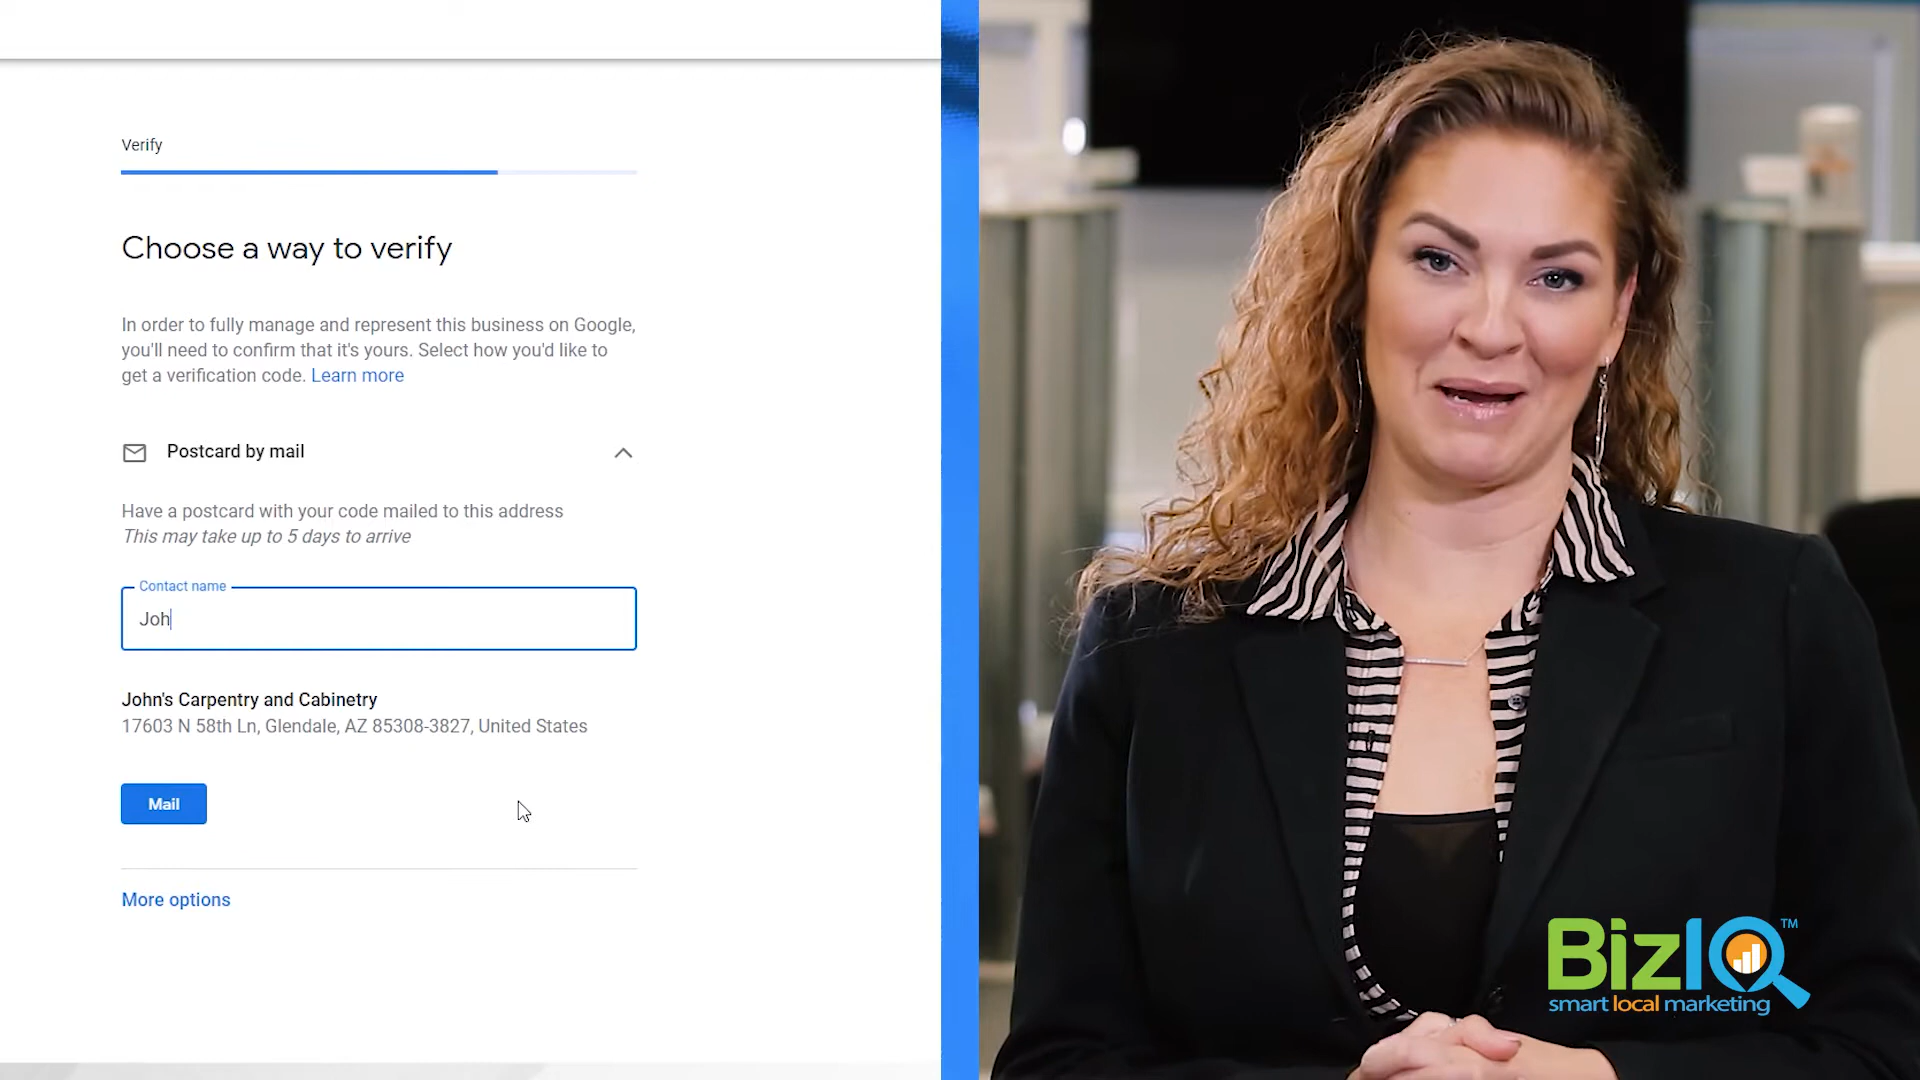 Verify
Choose a way to verify
In order to fully manage and represent this business on Google,
you'll need to confirm that it's yours. Select how you'd like to
get a verification code. Learn more
Postcard by mail
Have a postcard with your code mailed to this address
This may take up to 5 days to arrive
Contact name
Joh
John's Carpentry and Cabinetry
17603 N 58th Ln, Glendale, AZ 85308-3827, United States
Mail
More options
BizIQ™
smart local marketing